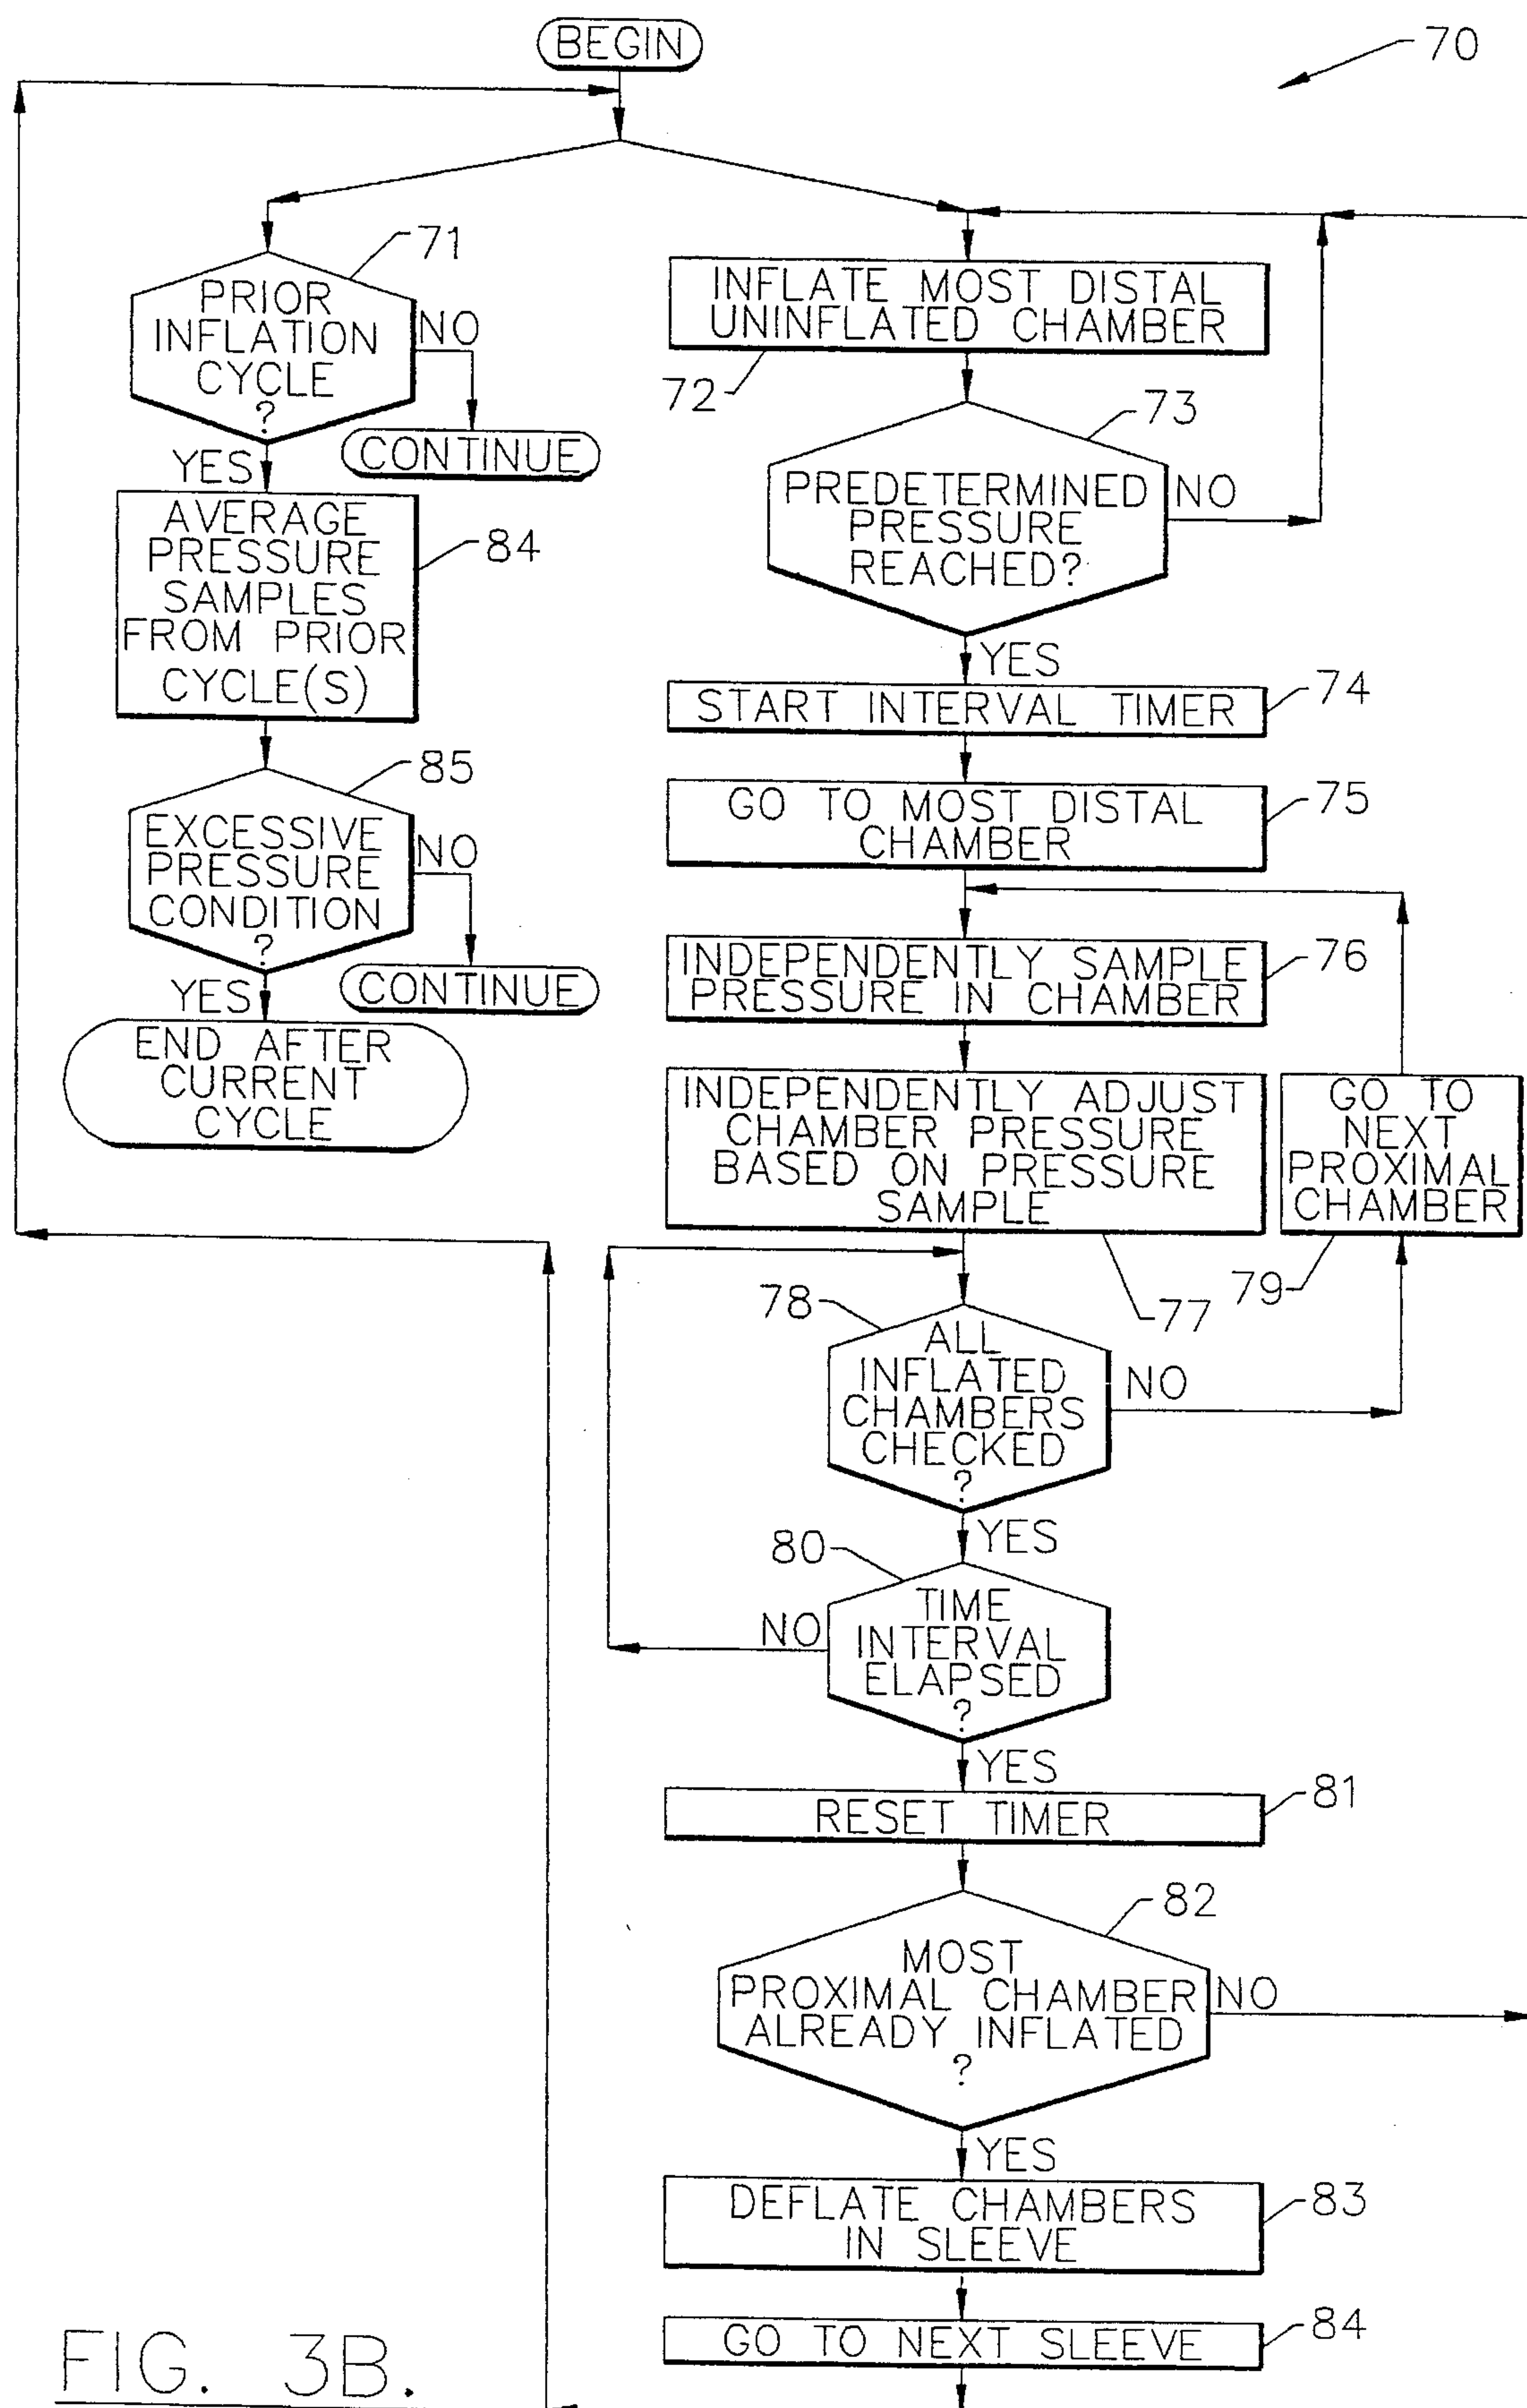 BEGIN
70
71
PRIOR
INFLATION
CYCLE
?
NO
CONTINUE
YES
AVERAGE
PRESSURE
SAMPLES
FROM PRIOR
CYCLE(S)
84
85
EXCESSIVE
PRESSURE
CONDITION
?
NO
CONTINUE
YES
END AFTER
CURRENT
CYCLE
INFLATE MOST DISTAL
UNINFLATED CHAMBER
72
73
PREDETERMINED
PRESSURE
REACHED?
NO
YES
START INTERVAL TIMER
74
GO TO MOST DISTAL
CHAMBER
75
INDEPENDENTLY SAMPLE
PRESSURE IN CHAMBER
76
INDEPENDENTLY ADJUST
CHAMBER PRESSURE
BASED ON PRESSURE
SAMPLE
77
GO TO
NEXT
PROXIMAL
CHAMBER
79
78
ALL
INFLATED
CHAMBERS
CHECKED
?
NO
YES
80
TIME
INTERVAL
ELAPSED
?
NO
YES
RESET TIMER
81
82
MOST
PROXIMAL CHAMBER
ALREADY INFLATED
?
NO
YES
DEFLATE CHAMBERS
IN SLEEVE
83
GO TO NEXT SLEEVE
84
FIG. 3B.